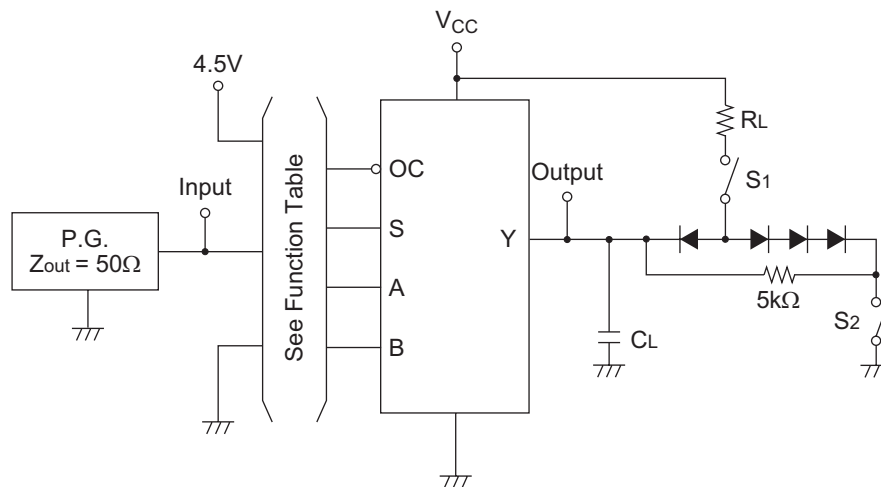 VCC
4.5V
RL
Input
See Function Table
OC
Output
S1
P.G.
Zout = 50Ω
S
Y
A
5kΩ
S2
B
CL